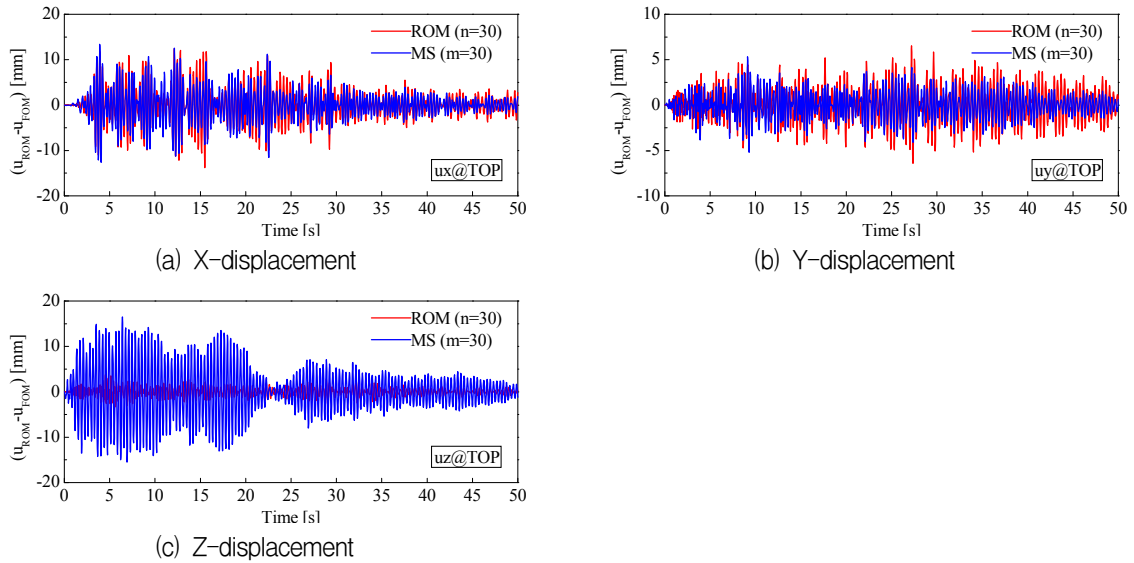 20
10
0
-10
-20
(u_ROM-u_FOM) [mm]
ROM (n=30)
MS (m=30)
ux@TOP
0 5 10 15 20 25 30 35 40 45 50
Time [s]
(a) X-displacement
10
5
0
-5
-10
(u_ROM-u_FOM) [mm]
ROM (n=30)
MS (m=30)
uy@TOP
0 5 10 15 20 25 30 35 40 45 50
Time [s]
(b) Y-displacement
20
10
0
-10
-20
(u_ROM-u_FOM) [mm]
ROM (n=30)
MS (m=30)
uz@TOP
0 5 10 15 20 25 30 35 40 45 50
Time [s]
(c) Z-displacement